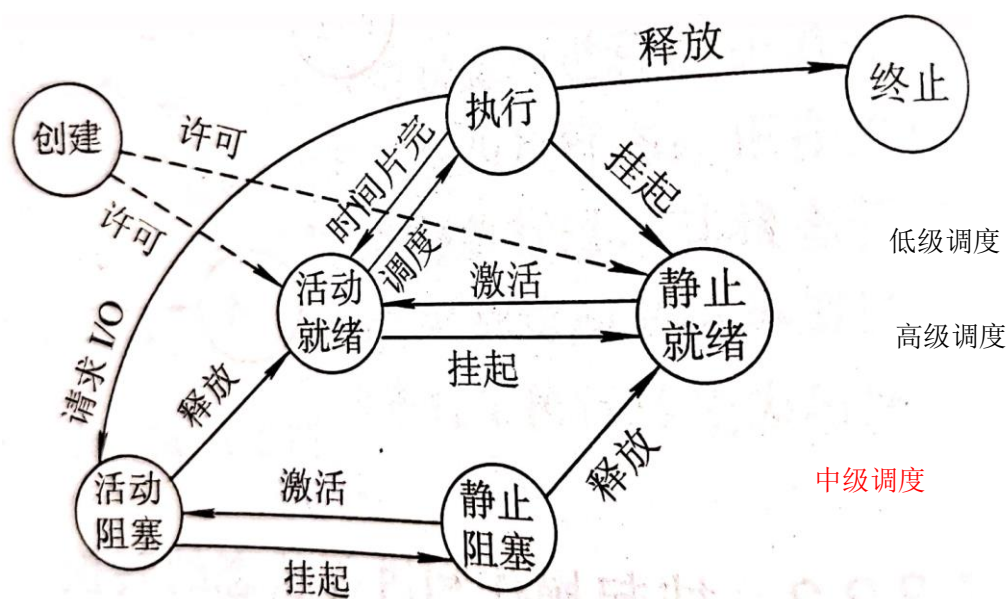 释放
终止
执行
创建
许可
许可
时间片完
调度
挂起
请求 I/O
活动
就绪
激活
挂起
静止
就绪
低级调度
高级调度
释放
释放
活动
阻塞
激活
挂起
静止
阻塞
中级调度